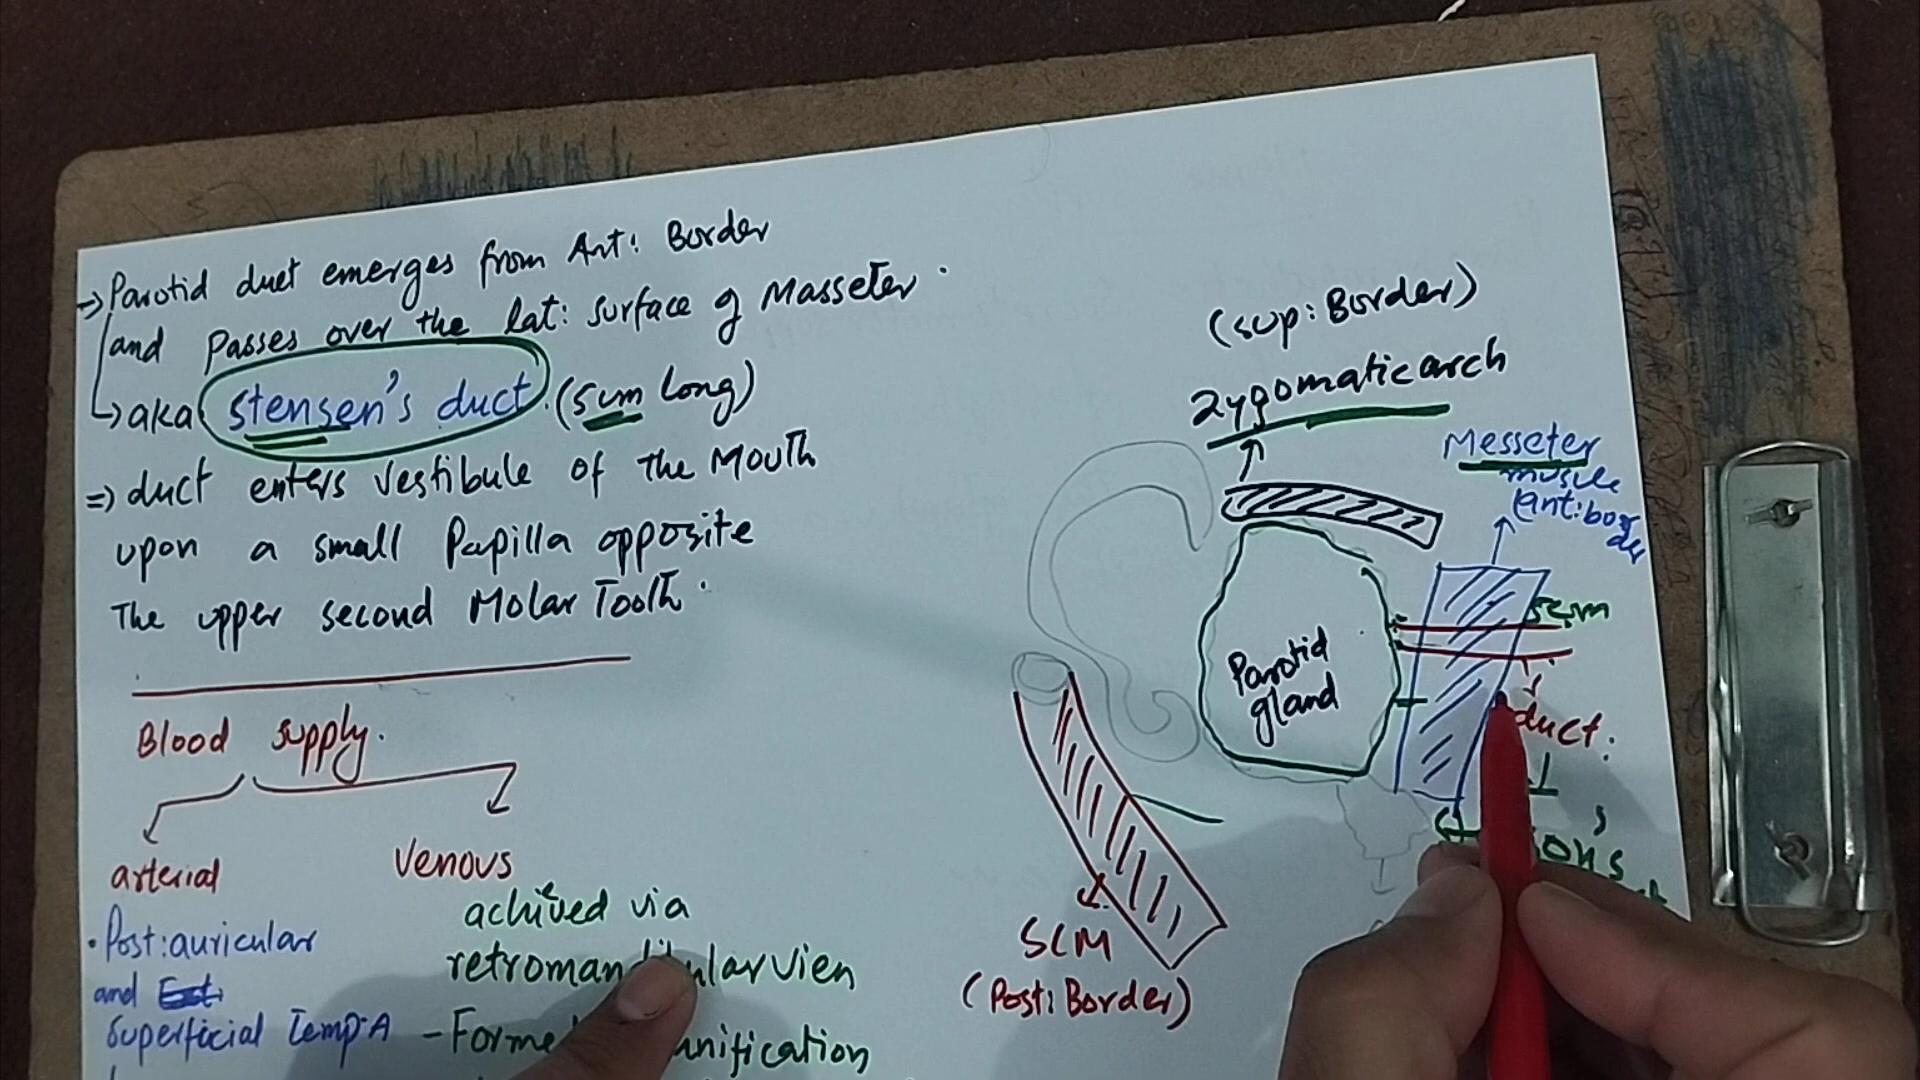 => Parotid duct emerges from Ant: Border
and Passes over the lat: surface of Masseter.
↳ aka stensen's duct. (5cm long)
=> duct enters vestibule of the Mouth
upon a small Papilla opposite
The upper second Molar Tooth.
Blood supply.
arterial
Venous
• Post: auricular
and
Superficial Temp. A
achieved via
retroman ular vien
- Forme unification
(sup: Border)
Zygomatic arch
Messeter
muscle
(ant: bor
der
5cm
Parotid
gland
duct:
SCM
(Post: Border)